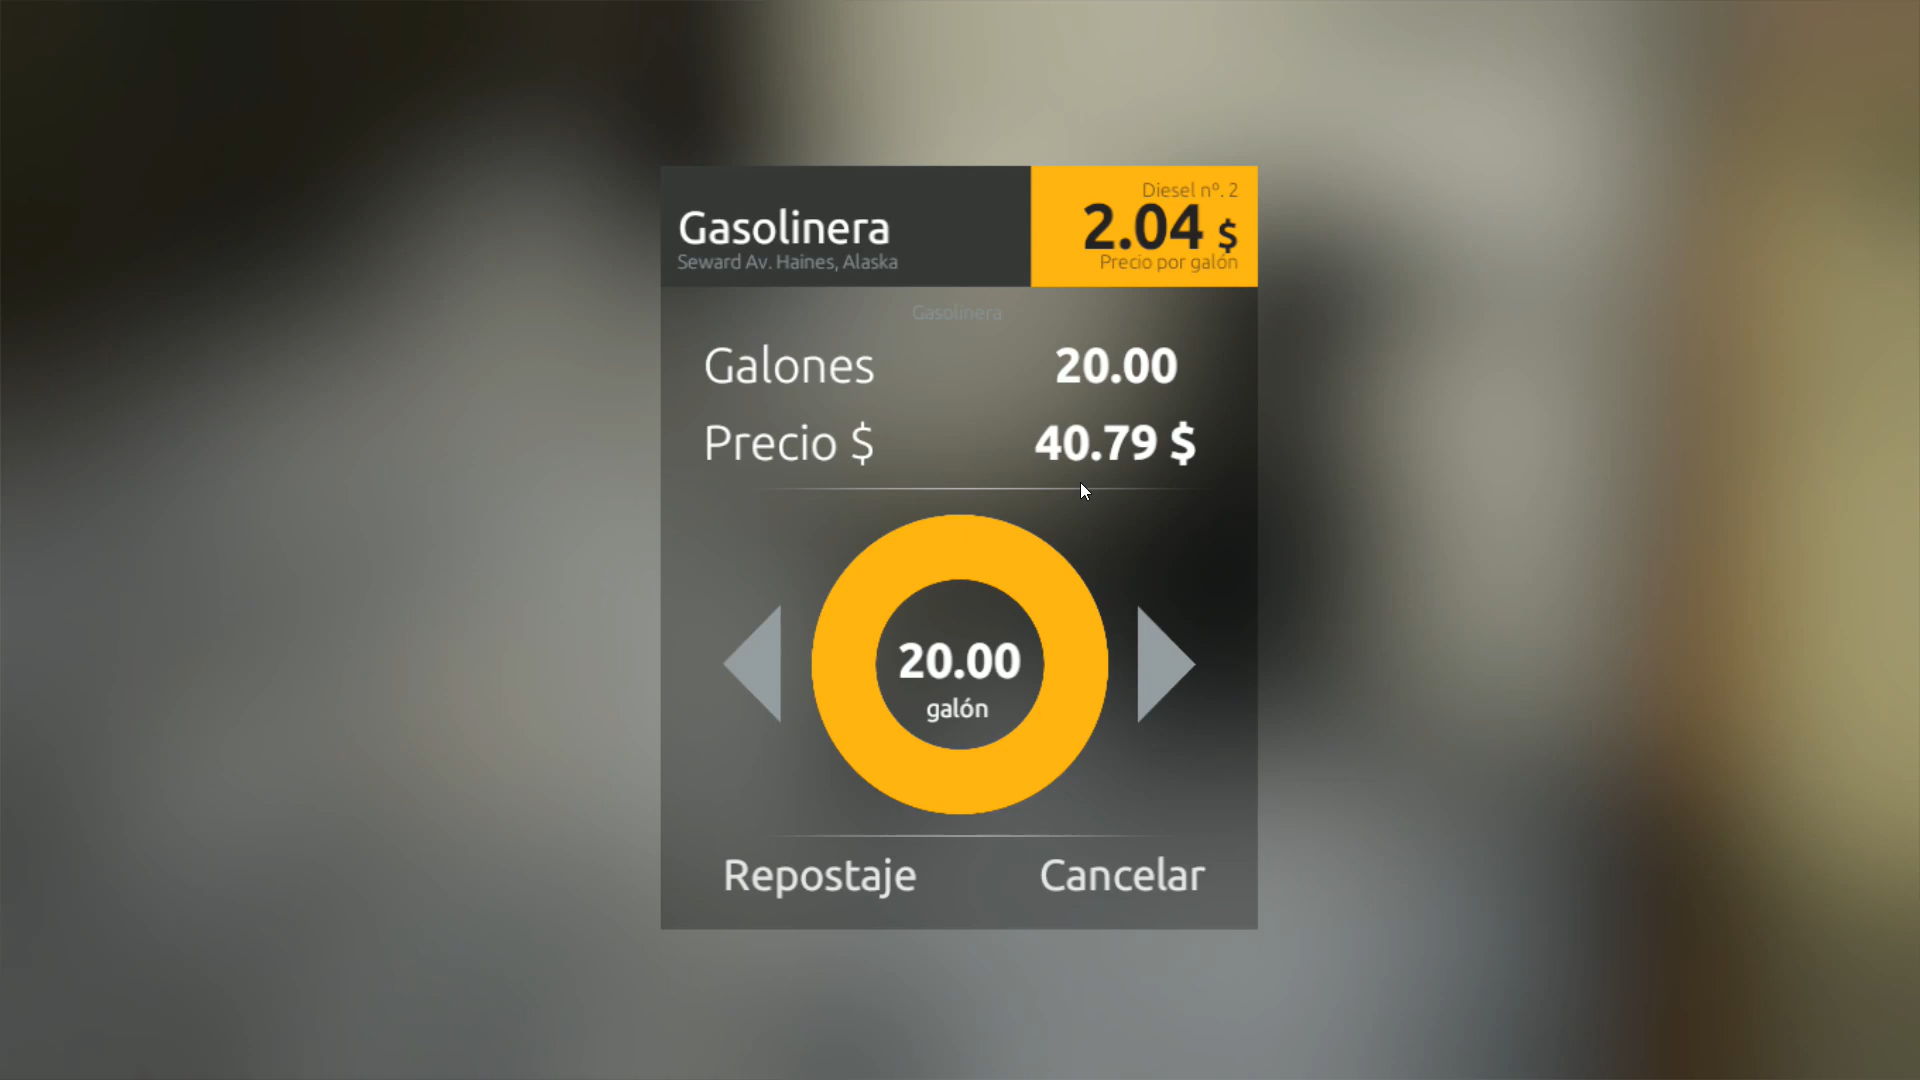 Gasolinera
Seward Av. Haines, Alaska
Diesel nº. 2
2.04 $
Precio por galón
Gasolinera
Galones 20.00
Precio $ 40.79 $
20.00
galón
Repostaje Cancelar